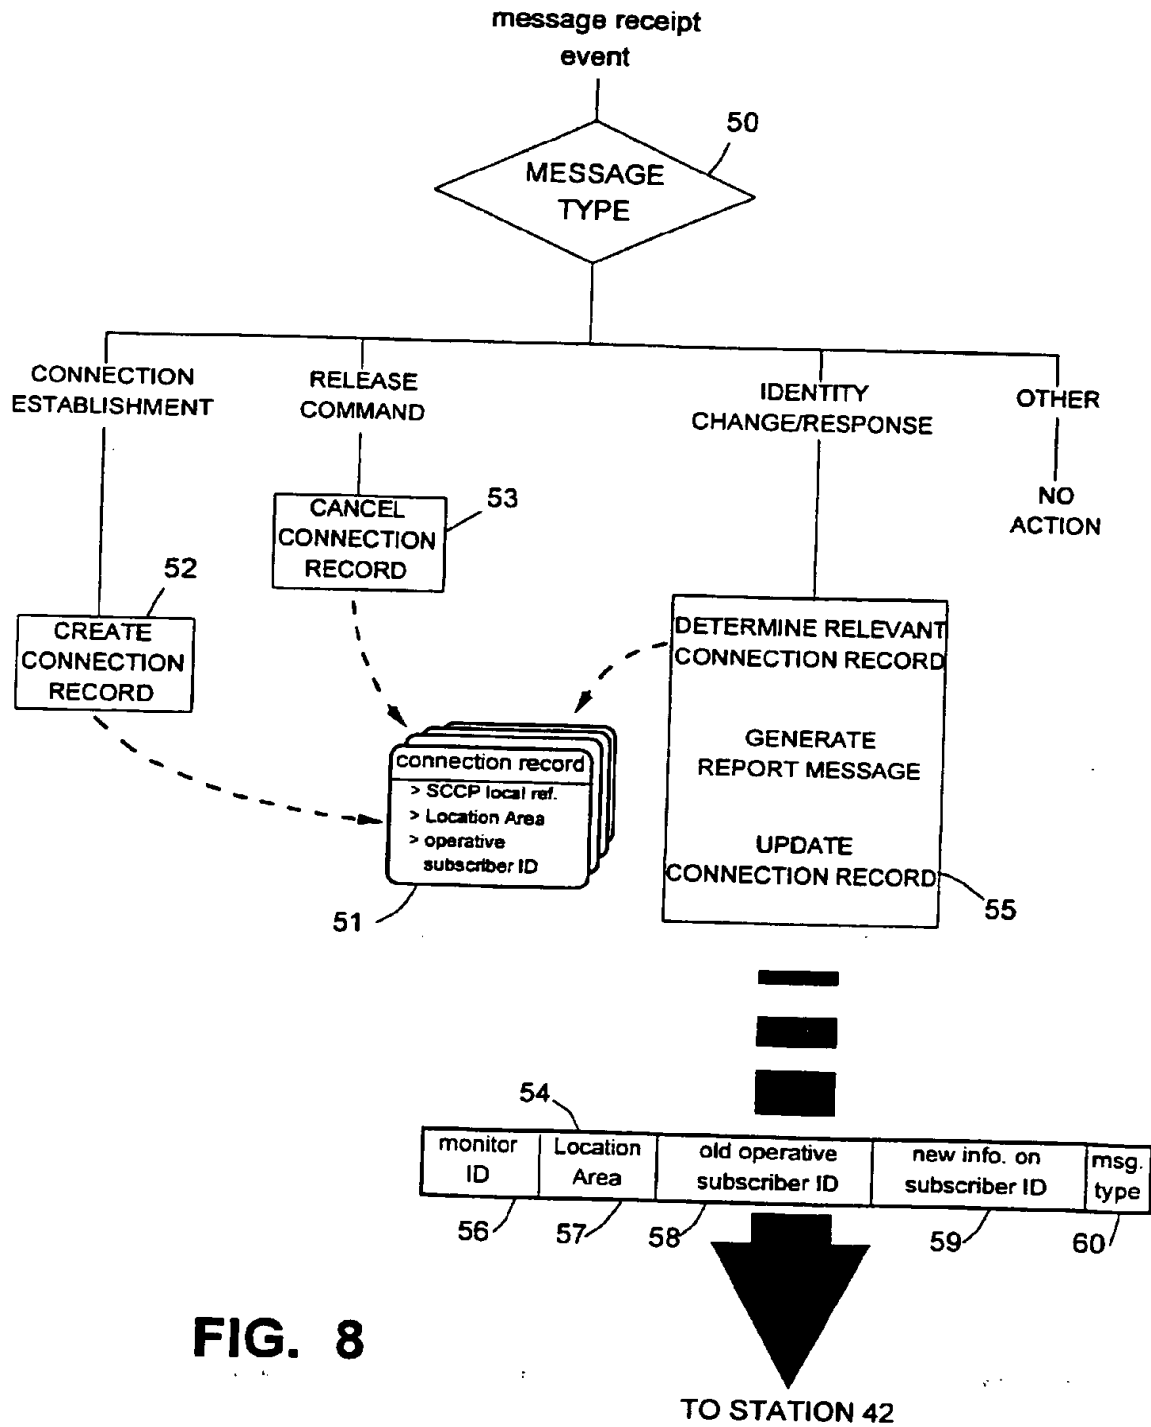 message receipt
event
50
MESSAGE
TYPE
CONNECTION
ESTABLISHMENT
RELEASE
COMMAND
IDENTITY
CHANGE/RESPONSE
OTHER
NO
ACTION
CANCEL
CONNECTION
RECORD
53
52
CREATE
CONNECTION
RECORD
DETERMINE RELEVANT
CONNECTION RECORD
GENERATE
REPORT MESSAGE
UPDATE
CONNECTION RECORD
55
connection record
> SCCP local ref.
> Location Area
> operative
subscriber ID
51
54
monitor
ID
Location
Area
old operative
subscriber ID
new info. on
subscriber ID
msg.
type
56
57
58
59
60
FIG. 8
TO STATION 42